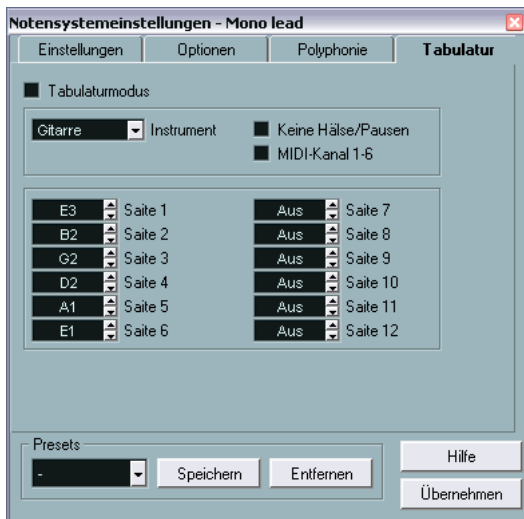 Notensystemeinstellungen - Mono lead
Einstellungen Optionen Polyphonie Tabulatur
Tabulaturmodus
Gitarre Instrument Keine Hälse/Pausen
MIDI-Kanal 1-6
E3 Saite 1 Aus Saite 7
B2 Saite 2 Aus Saite 8
G2 Saite 3 Aus Saite 9
D2 Saite 4 Aus Saite 10
A1 Saite 5 Aus Saite 11
E1 Saite 6 Aus Saite 12
Presets
- Speichern Entfernen Hilfe
Übernehmen